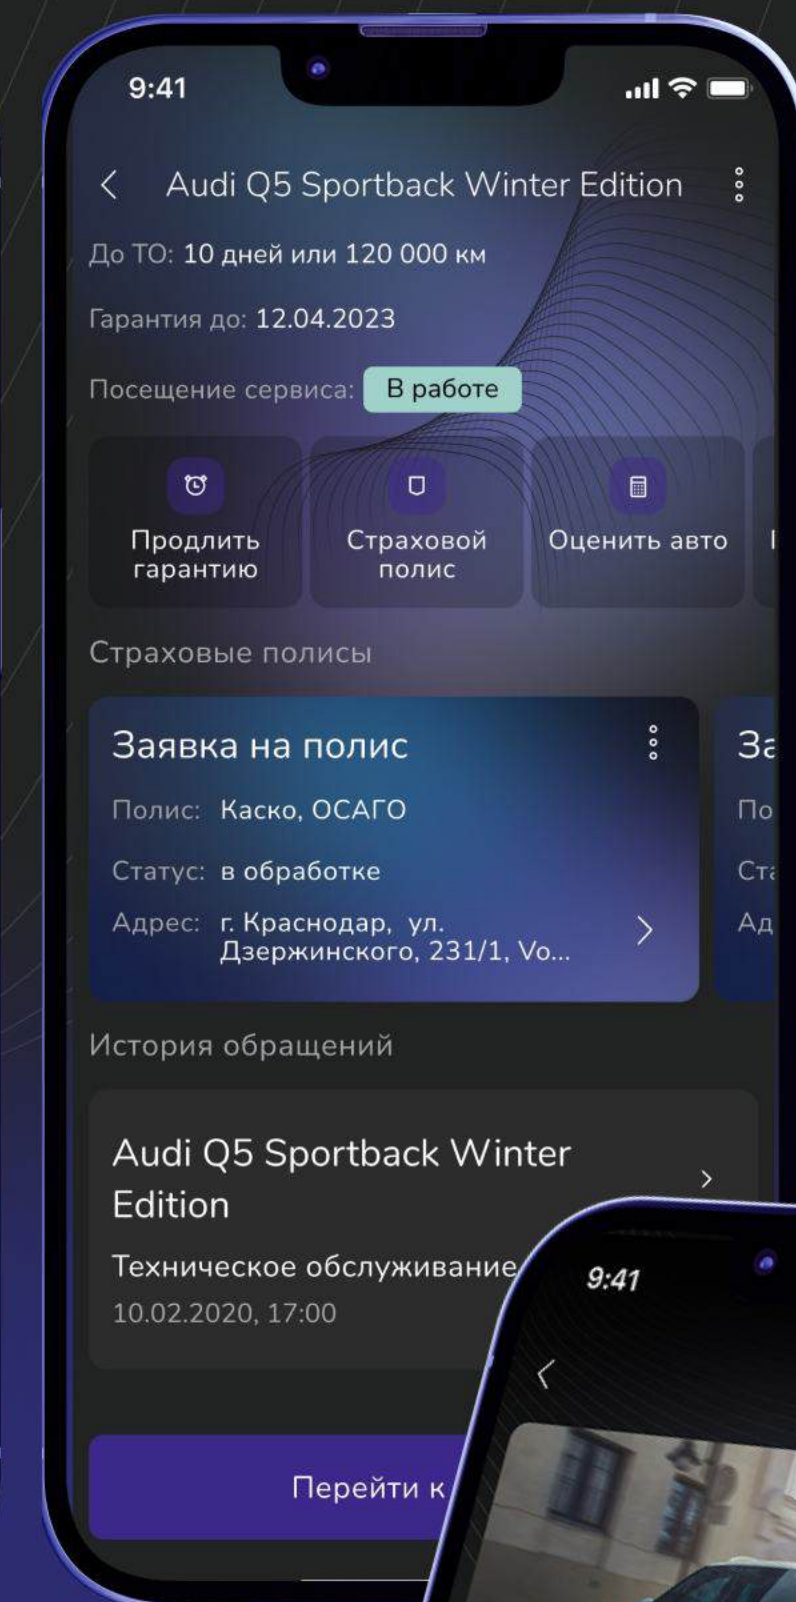 9:41
Audi Q5 Sportback Winter Edition
До ТО: 10 дней или 120 000 км
Гарантия до: 12.04.2023
Посещение сервиса: В работе
Продлить
гарантию
Страховой
полис
Оценить авто
Страховые полисы
Заявка на полис
Полис: Каско, ОСАГО
Статус: в обработке
Адрес: г. Краснодар, ул.
Дзержинского, 231/1, Vo...
История обращений
Audi Q5 Sportback Winter
Edition
Техническое обслуживание
10.02.2020, 17:00
Перейти к
9:41